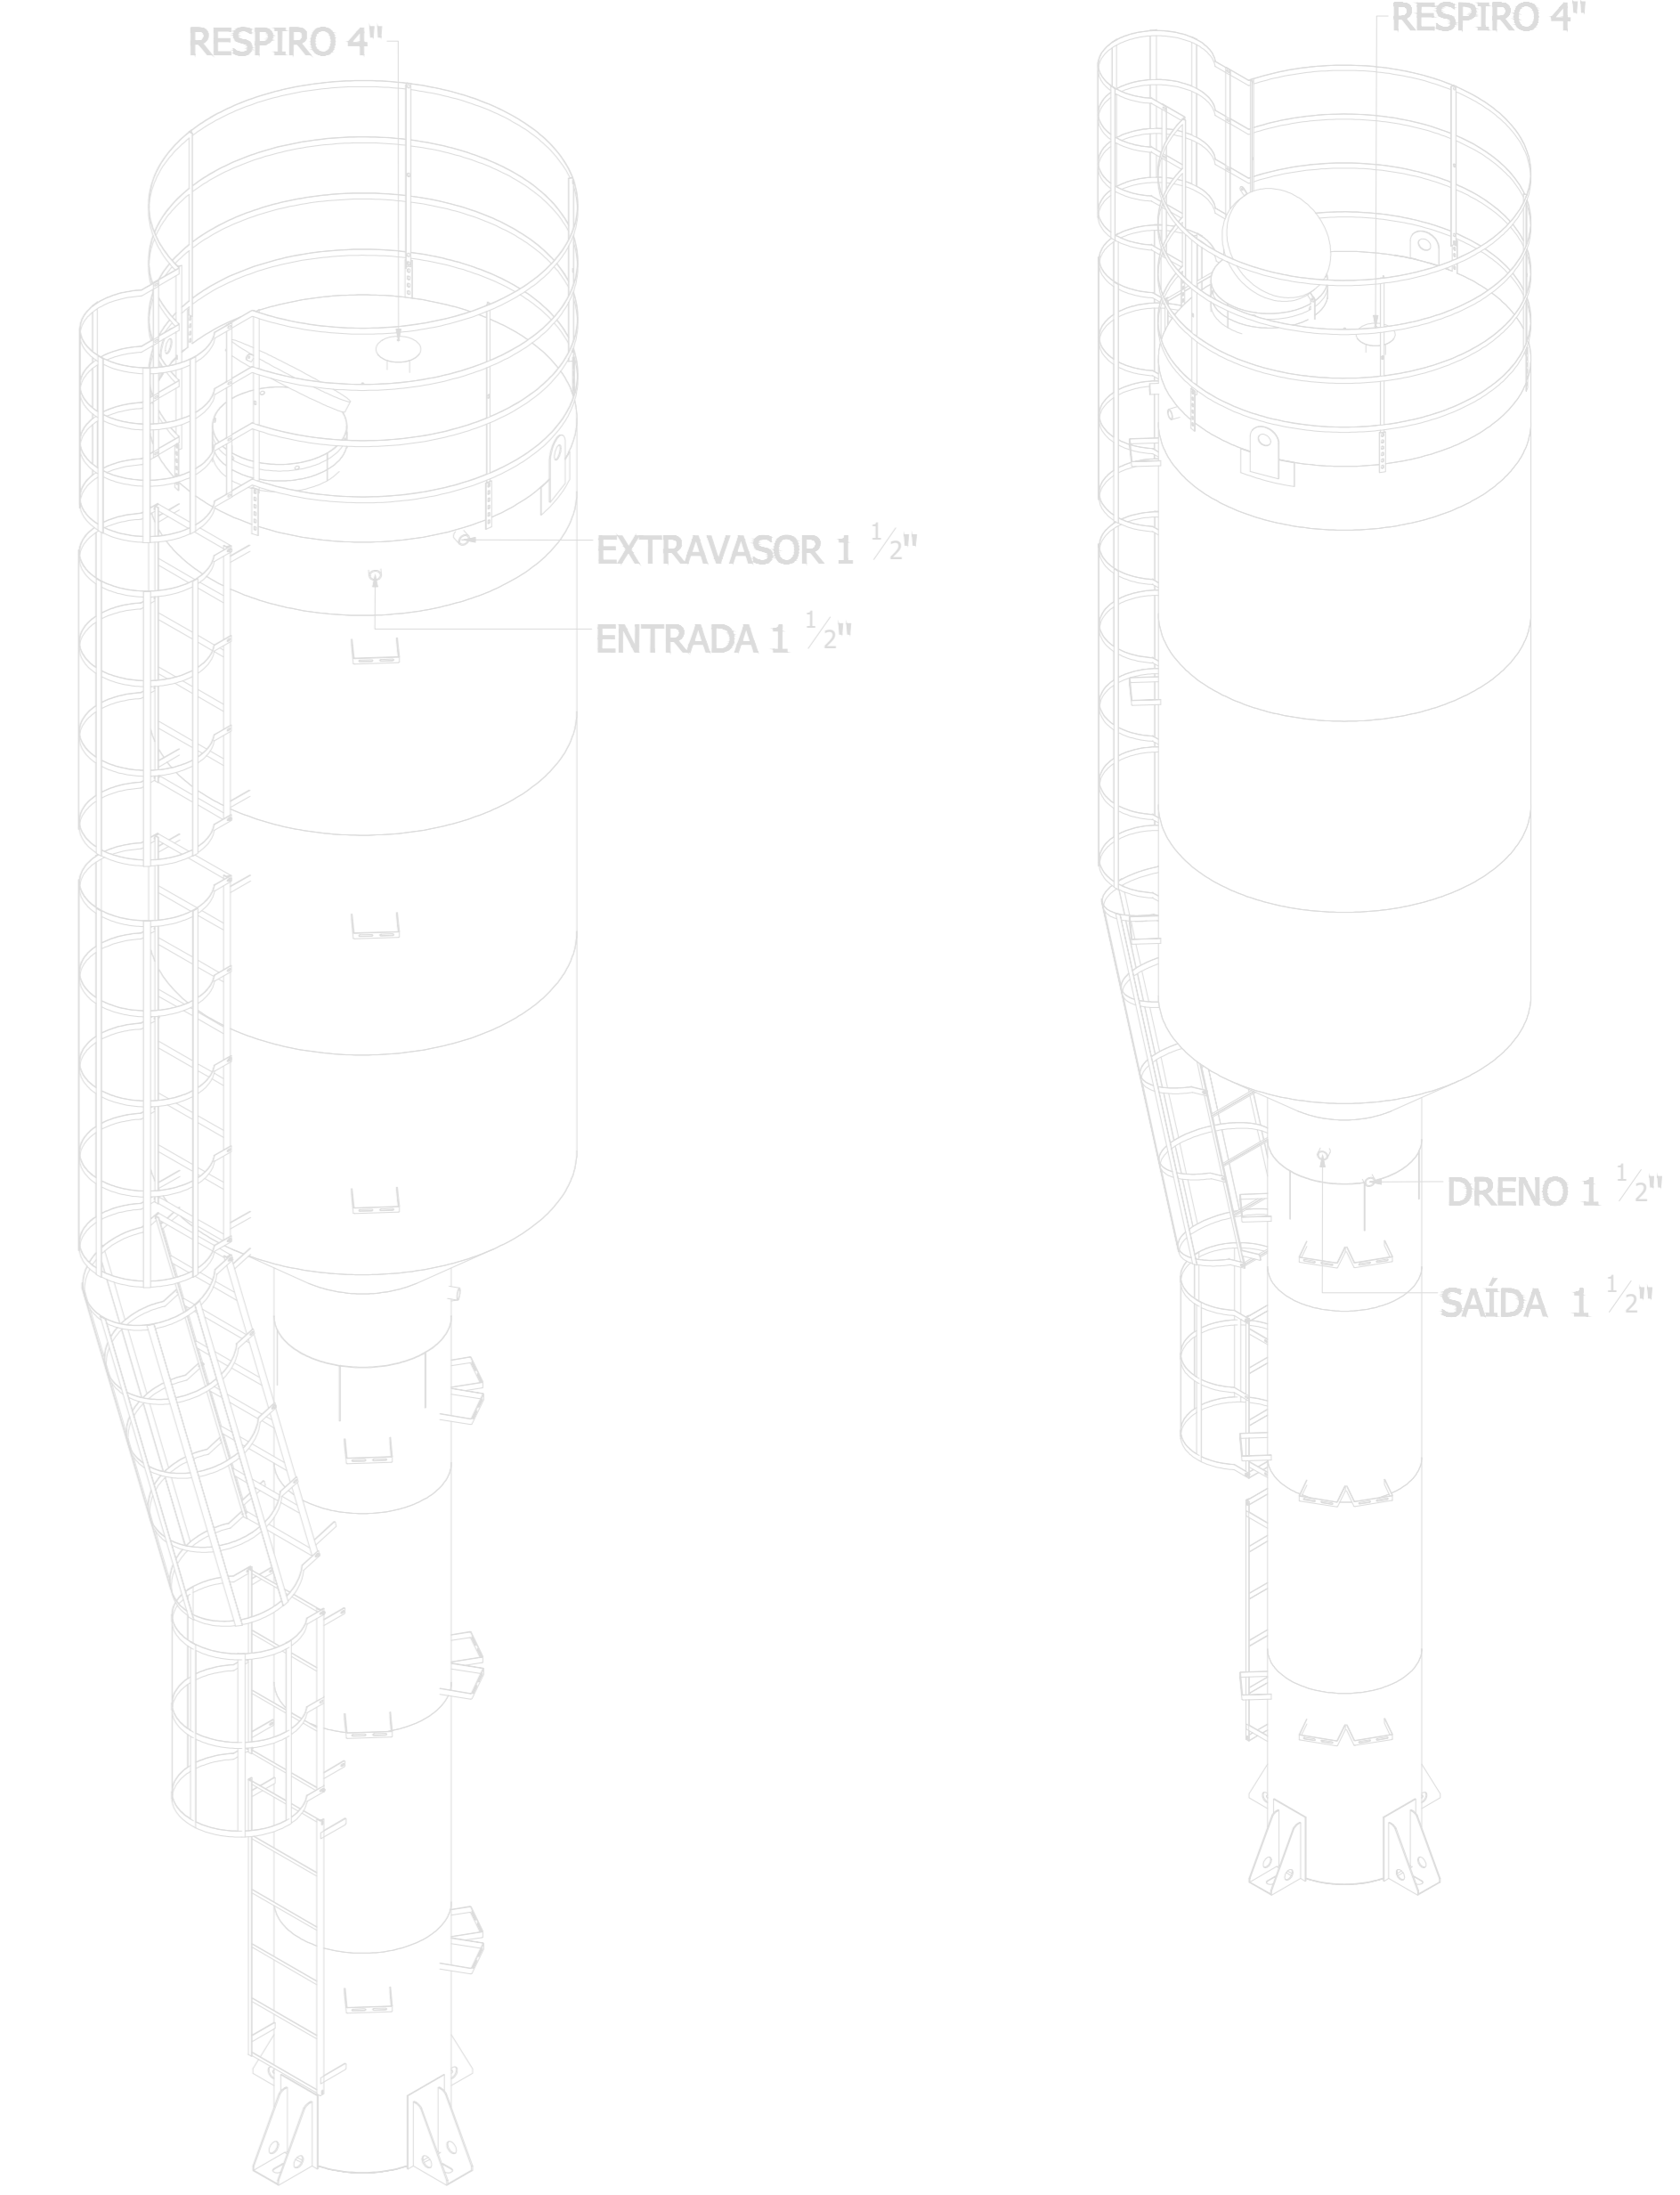 RESPIRO 4"
RESPIRO 4"
EXTRAVASOR 1 1/2"
ENTRADA 1 1/2"
DRENO 1 1/2"
SAÍDA 1 1/2"